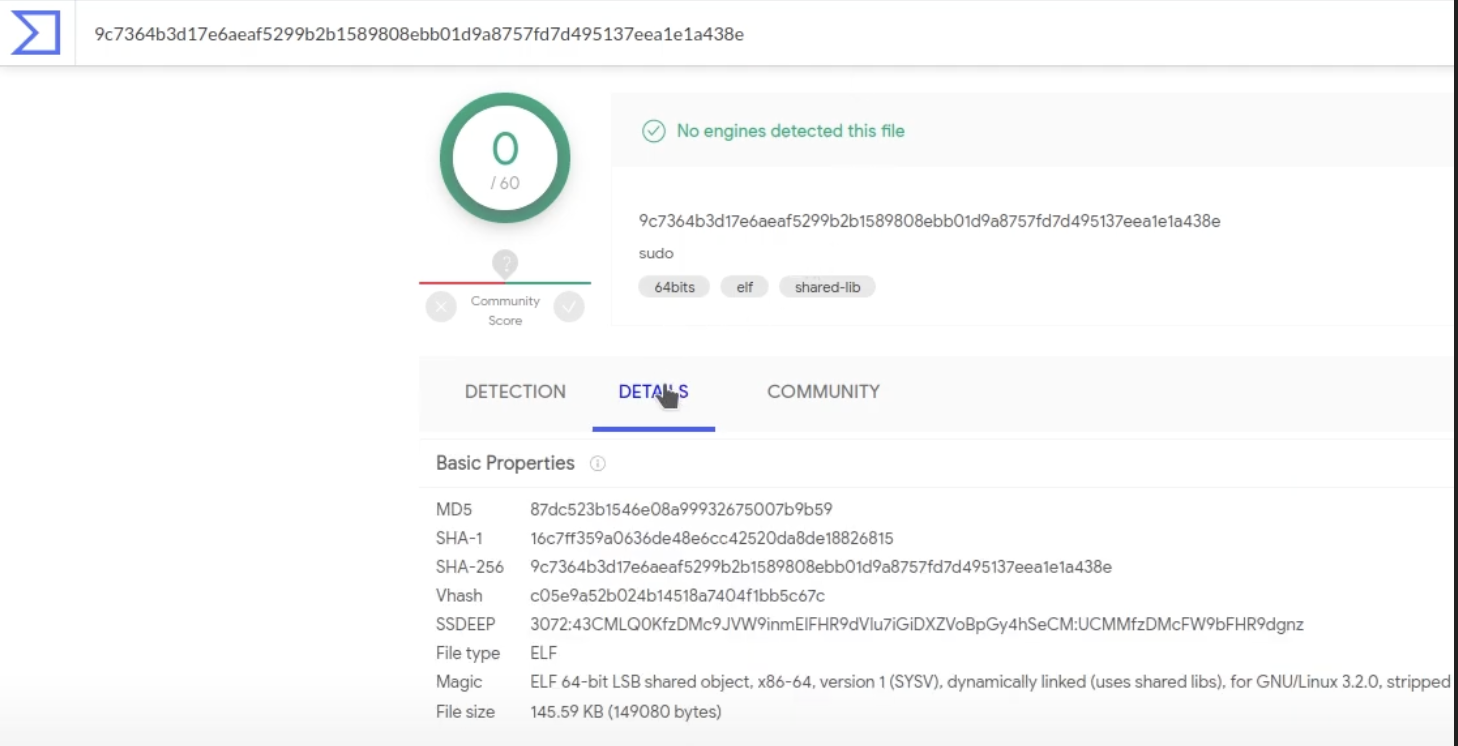 9c7364b3d17e6aeaf5299b2b1589808ebb01d9a8757fd7d495137eea1e1a438e
0
/ 60
?
Community
Score
No engines detected this file
9c7364b3d17e6aeaf5299b2b1589808ebb01d9a8757fd7d495137eea1e1a438e
sudo
64bits elf shared-lib
DETECTION DETAILS COMMUNITY
Basic Properties
MD5 87dc523b1546e08a99932675007b9b59
SHA-1 16c7ff359a0636de48e6cc42520da8de18826815
SHA-256 9c7364b3d17e6aeaf5299b2b1589808ebb01d9a8757fd7d495137eea1e1a438e
Vhash c05e9a52b024b14518a7404f1bb5c67c
SSDEEP 3072:43CMLQ0KfzDMc9JVW9inmEIFHR9dVlu7iGiDXZVoBpGy4hSeCM:UCMMfzDMcFW9bFHR9dgnz
File type ELF
Magic ELF 64-bit LSB shared object, x86-64, version 1 (SYSV), dynamically linked (uses shared libs), for GNU/Linux 3.2.0, stripped
File size 145.59 KB (149080 bytes)